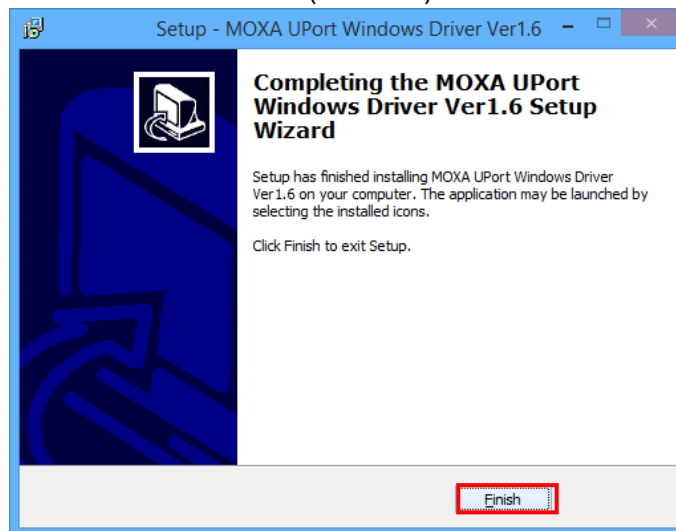 Setup - MOXA UPort Windows Driver Ver1.6
Completing the MOXA UPort
Windows Driver Ver1.6 Setup
Wizard
Setup has finished installing MOXA UPort Windows Driver
Ver1.6 on your computer. The application may be launched by
selecting the installed icons.
Click Finish to exit Setup.
Finish